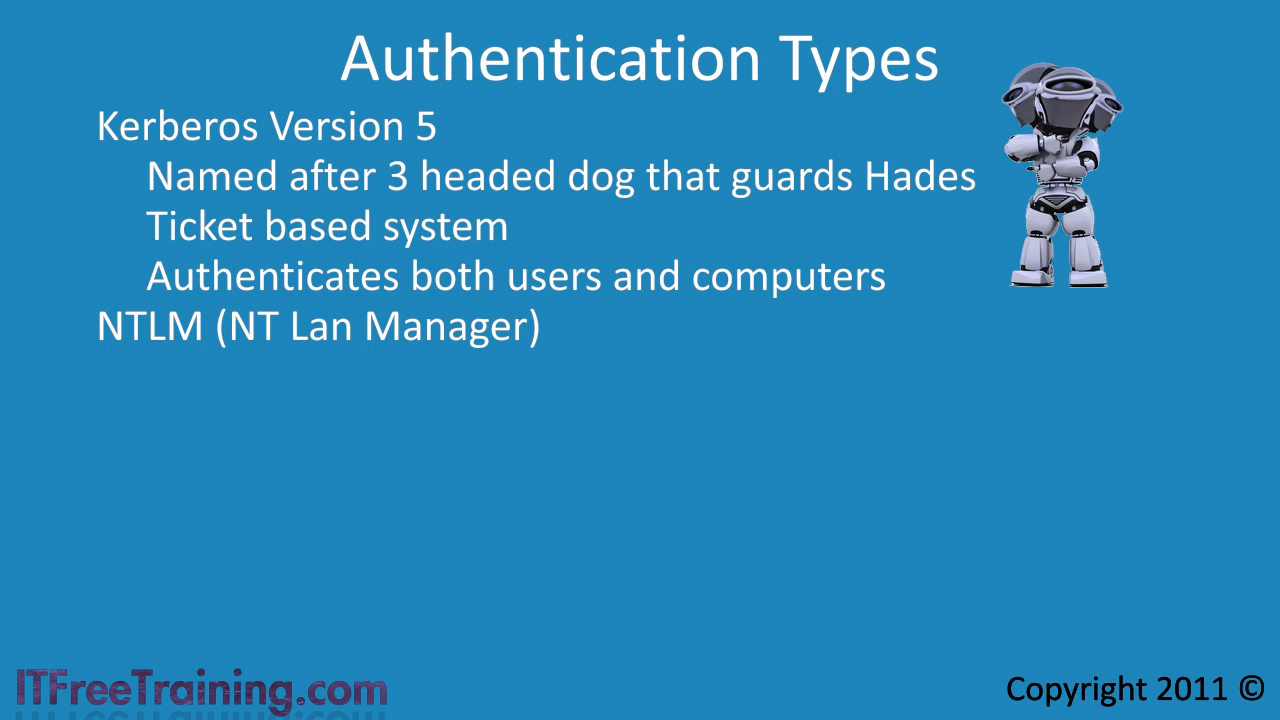 Authentication Types
Kerberos Version 5
Named after 3 headed dog that guards Hades
Ticket based system
Authenticates both users and computers
NTLM (NT Lan Manager)
ITFreeTraining.com
Copyright 2011 ©